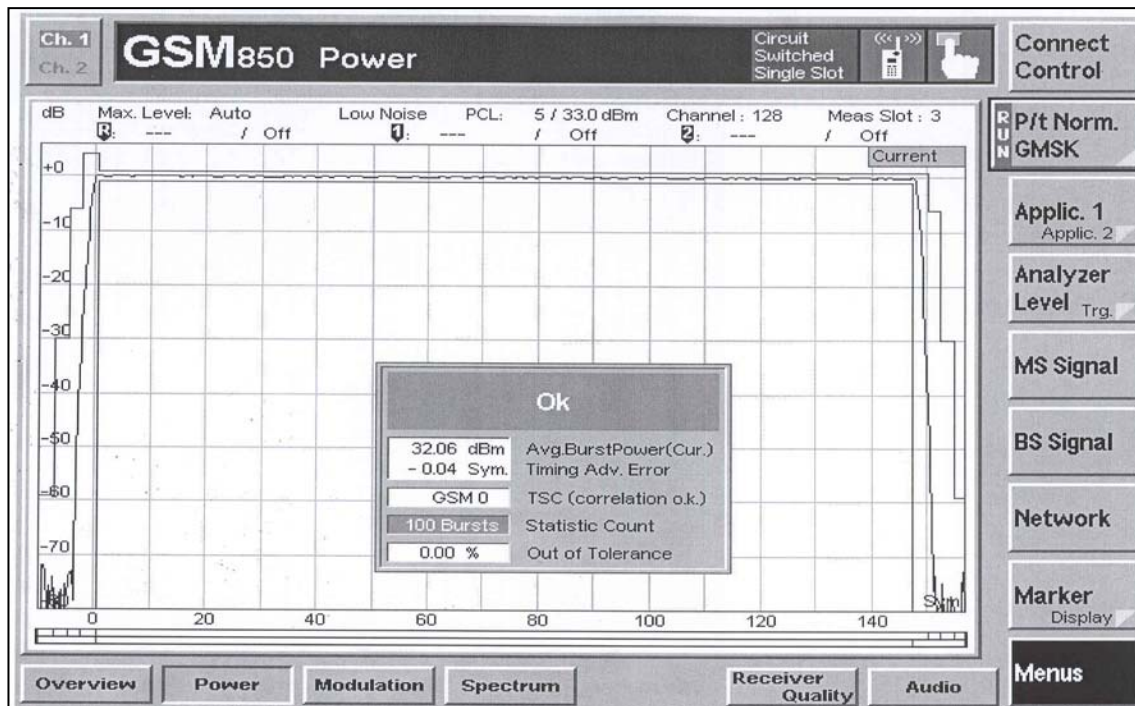 Ch. 1
Ch. 2
GSM850 Power
Circuit
Switched
Single Slot
Connect
Control
dB Max. Level: Auto Low Noise PCL: 5 / 33.0 dBm Channel : 128 Meas Slot : 3
R: --- / Off 1: --- / Off 2: --- / Off
Current
RUN
P/t Norm.
GMSK
+0
-10
-20
-30
-40
-50
-60
-70
Applic. 1
Applic. 2
Analyzer
Level Trg.
MS Signal
BS Signal
Network
Marker
Display
Menus
Ok
32.06 dBm Avg.BurstPower(Cur.)
- 0.04 Sym. Timing Adv. Error
GSM 0 TSC (correlation o.k.)
100 Bursts Statistic Count
0.00 % Out of Tolerance
0 20 40 60 80 100 120 140
Overview Power Modulation Spectrum Receiver
Quality Audio